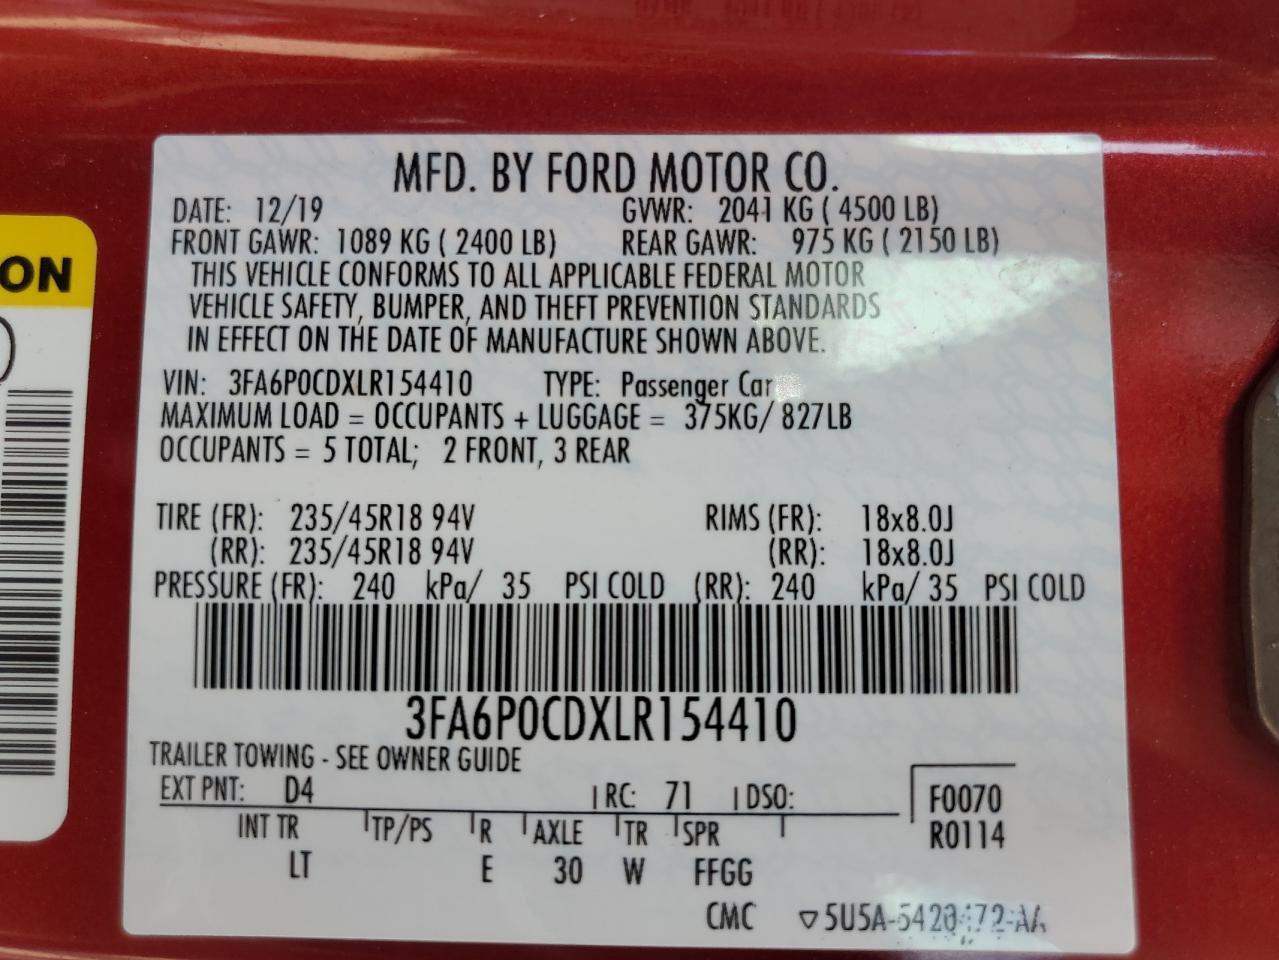 MFD. BY FORD MOTOR CO.
DATE: 12/19 GVWR: 2041 KG ( 4500 LB)
FRONT GAWR: 1089 KG ( 2400 LB) REAR GAWR: 975 KG ( 2150 LB)
THIS VEHICLE CONFORMS TO ALL APPLICABLE FEDERAL MOTOR
VEHICLE SAFETY, BUMPER, AND THEFT PREVENTION STANDARDS
IN EFFECT ON THE DATE OF MANUFACTURE SHOWN ABOVE.
VIN: 3FA6P0CDXLR154410 TYPE: Passenger Car
MAXIMUM LOAD = OCCUPANTS + LUGGAGE = 375KG/ 827LB
OCCUPANTS = 5 TOTAL; 2 FRONT, 3 REAR
TIRE (FR): 235/45R18 94V RIMS (FR): 18x8.0J
(RR): 235/45R18 94V (RR): 18x8.0J
PRESSURE (FR): 240 kPa/ 35 PSI COLD (RR): 240 kPa/ 35 PSI COLD
3FA6P0CDXLR154410
TRAILER TOWING - SEE OWNER GUIDE
EXT PNT: D4 RC: 71 DSO: F0070
INT TR TP/PS R AXLE TR SPR R0114
LT E 30 W FFGG
CMC ▽
ON